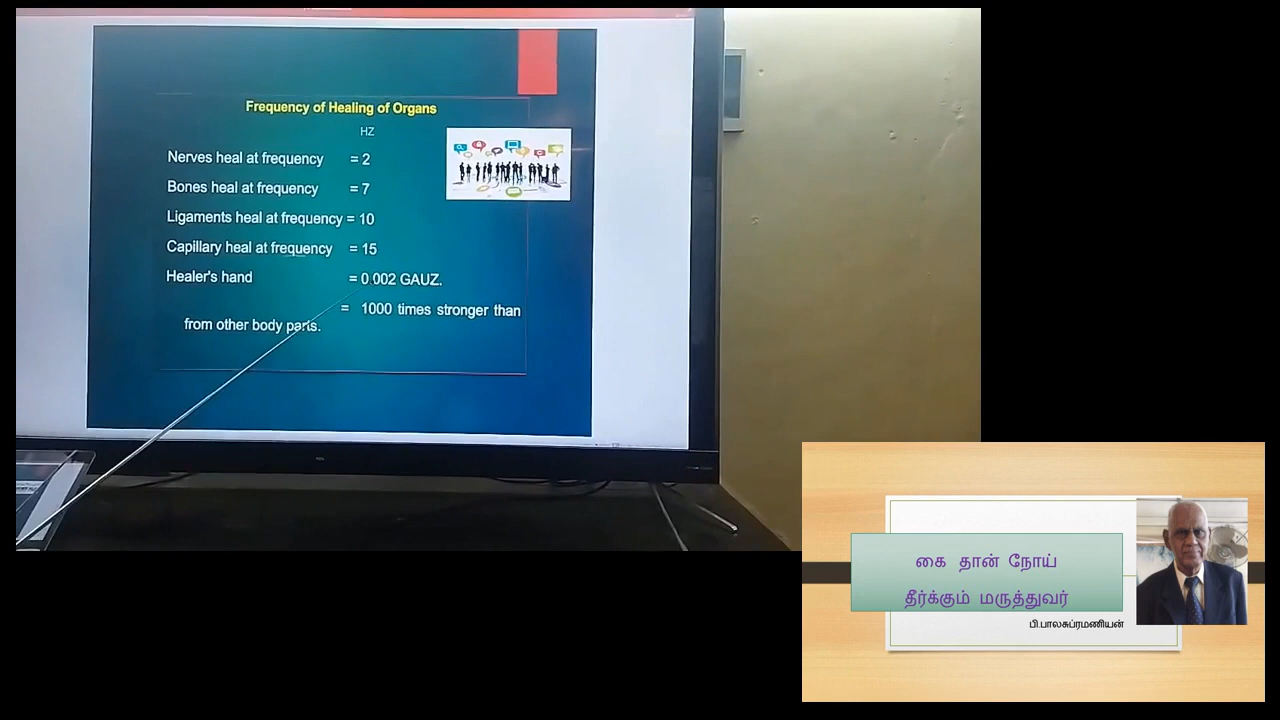 Frequency of Healing of Organs
HZ
Nerves heal at frequency = 2
Bones heal at frequency = 7
Ligaments heal at frequency = 10
Capillary heal at frequency = 15
Healer's hand = 0.002 GAUZ.
= 1000 times stronger than
from other body parts.
கை தான் நோய்
தீர்க்கும் மருத்துவர்
பி.பாலசுப்ரமணியன்